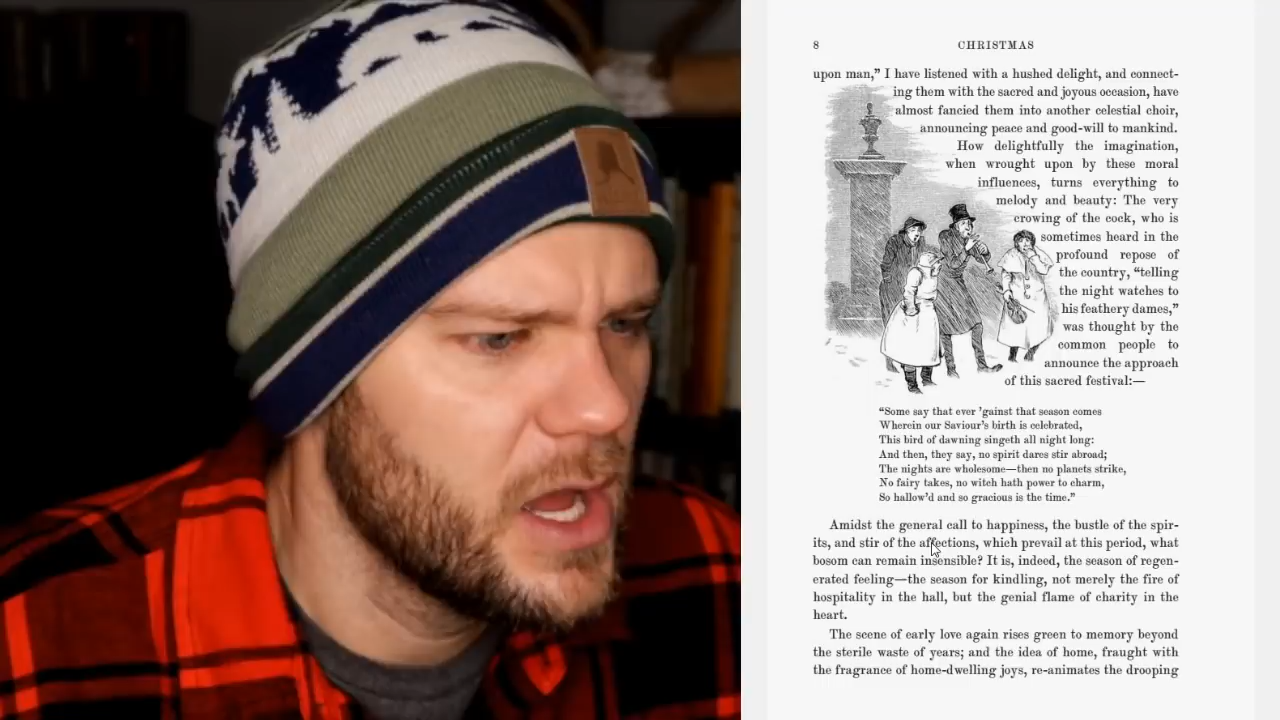 8 CHRISTMAS
upon man,” I have listened with a hushed delight, and connect-
ing them with the sacred and joyous occasion, have
almost fancied them into another celestial choir,
announcing peace and good-will to mankind.
How delightfully the imagination,
when wrought upon by these moral
influences, turns everything to
melody and beauty: The very
crowing of the cock, who is
sometimes heard in the
profound repose of
the country, “telling
the night watches to
his feathery dames,”
was thought by the
common people to
announce the approach
of this sacred festival:—
“Some say that ever ’gainst that season comes
Wherein our Saviour’s birth is celebrated,
This bird of dawning singeth all night long:
And then, they say, no spirit dares stir abroad;
The nights are wholesome—then no planets strike,
No fairy takes, no witch hath power to charm,
So hallow’d and so gracious is the time.”
Amidst the general call to happiness, the bustle of the spir-
its, and stir of the affections, which prevail at this period, what
bosom can remain insensible? It is, indeed, the season of regen-
erated feeling—the season for kindling, not merely the fire of
hospitality in the hall, but the genial flame of charity in the
heart.
The scene of early love again rises green to memory beyond
the sterile waste of years; and the idea of home, fraught with
the fragrance of home-dwelling joys, re-animates the drooping